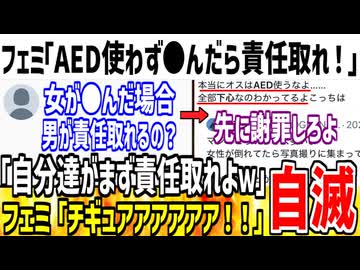 フェミ「AED使わず●んだら責任取れ！」
女が●んだ場合
男が責任取れるの？
本当にオスはAED使うなよ……
全部下心なのわかってるよこっちは
先に謝罪しろよ
女性が倒れてたら写真撮りに集まって
「自分達がまず責任取れよw」
フェミ「チギュアアアアアア！！」
自滅